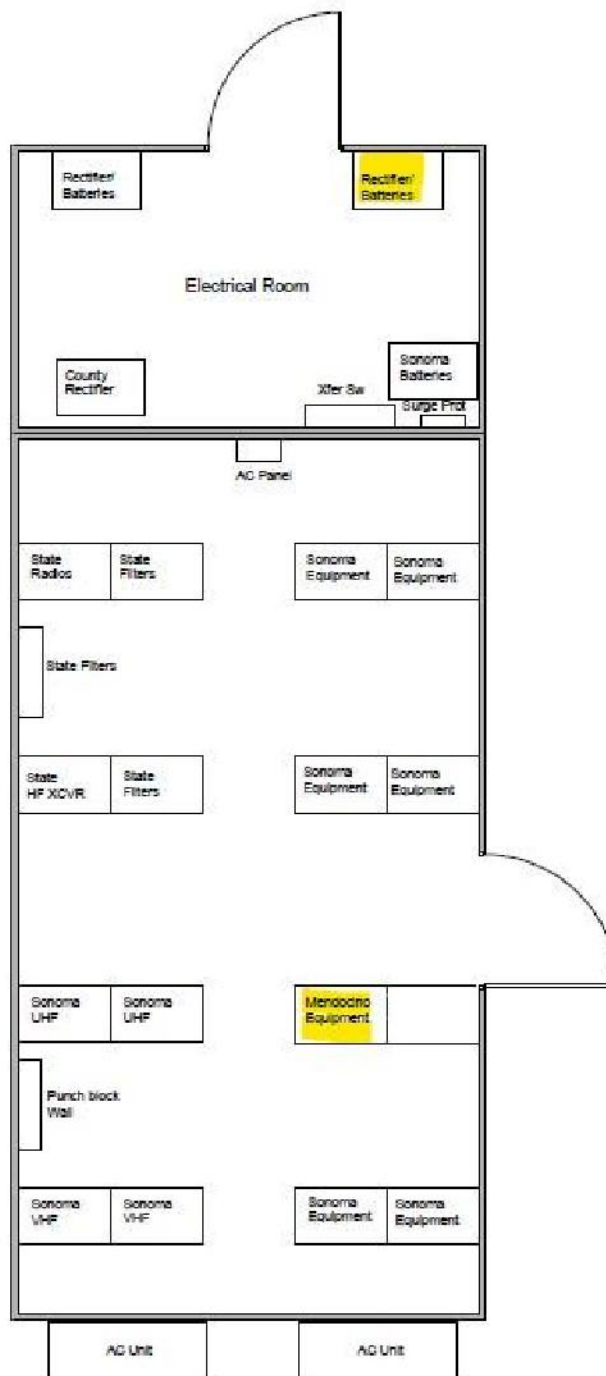 Rectifier/
Batteries
Rectifier/
Batteries
Electrical Room
County
Rectifier
Sonoma
Batteries
Xfer Sw
Surge Prot
AC Panel
State
Radios
State
Filters
Sonoma
Equipment
Sonoma
Equipment
State Filters
State
HF XCVR
State
Filters
Sonoma
Equipment
Sonoma
Equipment
Sonoma
UHF
Sonoma
UHF
Mendocino
Equipment
Punch block
Wall
Sonoma
VHF
Sonoma
VHF
Sonoma
Equipment
Sonoma
Equipment
AC Unit
AC Unit